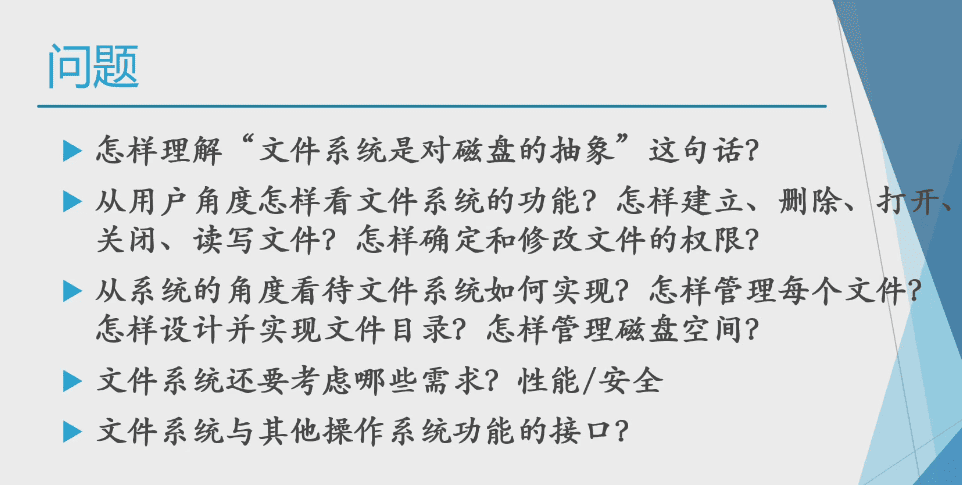 问题
怎样理解“文件系统是对磁盘的抽象”这句话?
从用户角度怎样看文件系统的功能? 怎样建立、删除、打开、
关闭、读写文件? 怎样确定和修改文件的权限?
从系统的角度看待文件系统如何实现? 怎样管理每个文件?
怎样设计并实现文件目录? 怎样管理磁盘空间?
文件系统还要考虑哪些需求? 性能/安全
文件系统与其他操作系统功能的接口?